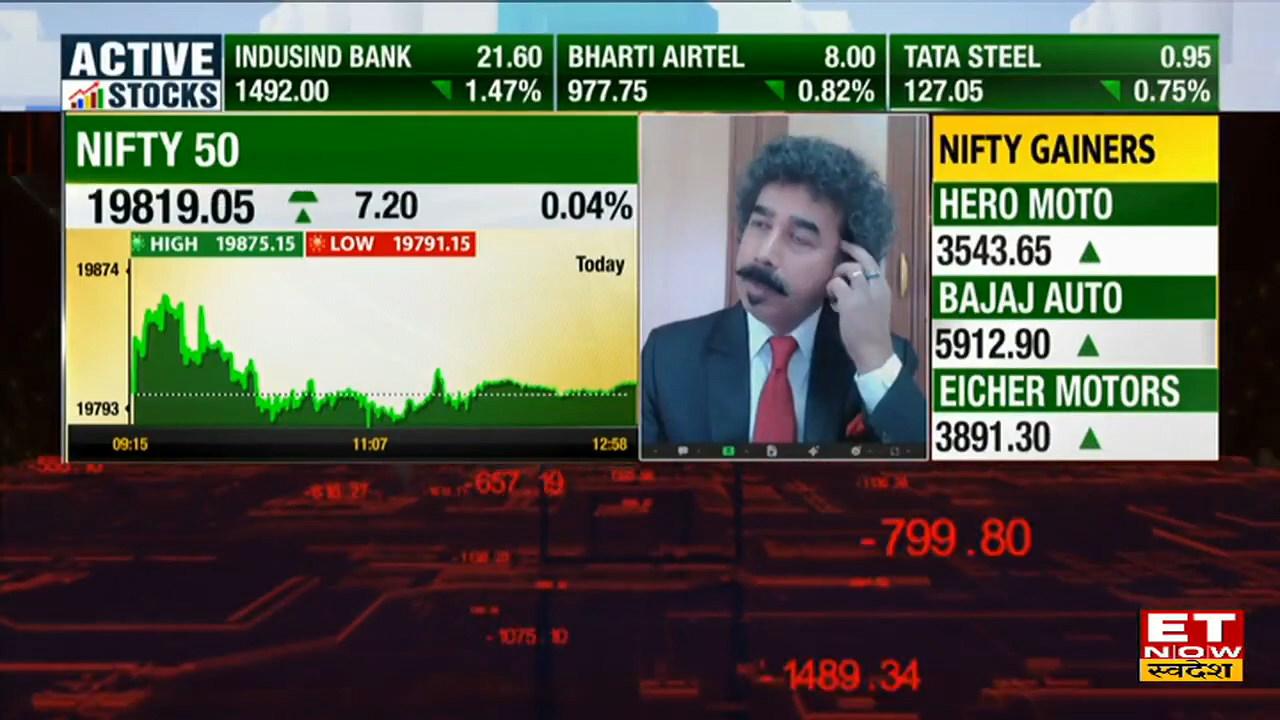 ACTIVE STOCKS
INDUSIND BANK 21.60
1492.00 1.47%
BHARTI AIRTEL 8.00
977.75 0.82%
TATA STEEL 0.95
127.05 0.75%
NIFTY 50
19819.05 7.20 0.04%
HIGH 19875.15 LOW 19791.15
Today
19874
19793
09:15 11:07 12:58
NIFTY GAINERS
HERO MOTO
3543.65
BAJAJ AUTO
5912.90
EICHER MOTORS
3891.30
-657.19
-799.80
-1075.10
-1489.34
ET
NOW
स्वदेश